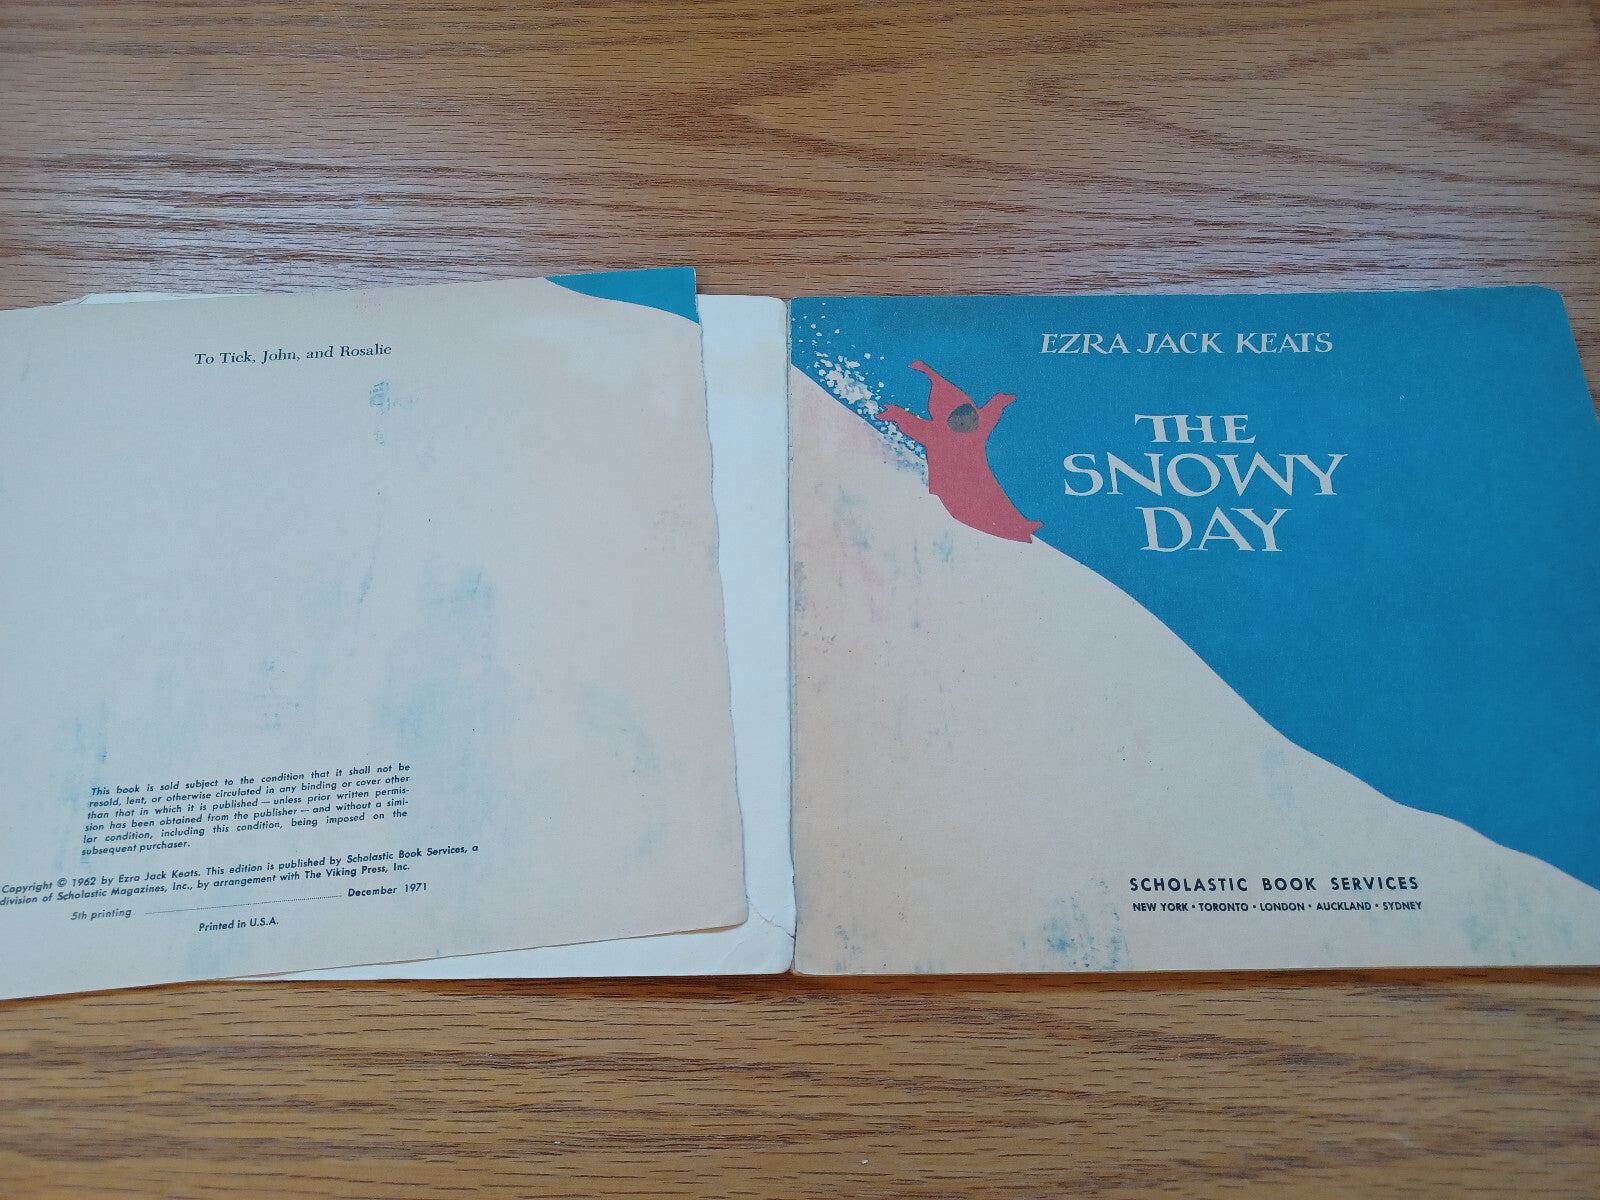 To Tick, John, and Rosalie
This book is sold subject to the condition that it shall not be
resold, lent, or otherwise circulated in any binding or cover other
than that in which it is published — unless prior written permis-
sion has been obtained from the publisher — and without a simi-
lar condition, including this condition, being imposed on the
subsequent purchaser.
Copyright © 1962 by Ezra Jack Keats. This edition is published by Scholastic Book Services, a
division of Scholastic Magazines, Inc., by arrangement with The Viking Press, Inc.
5th printing ........................................ December 1971
Printed in U.S.A.
EZRA JACK KEATS
THE
SNOWY
DAY
SCHOLASTIC BOOK SERVICES
NEW YORK • TORONTO • LONDON • AUCKLAND • SYDNEY